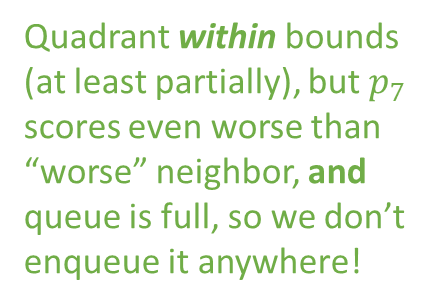 Quadrant within bounds
(at least partially), but p₇
scores even worse than
“worse” neighbor, and
queue is full, so we don’t
enqueue it anywhere!